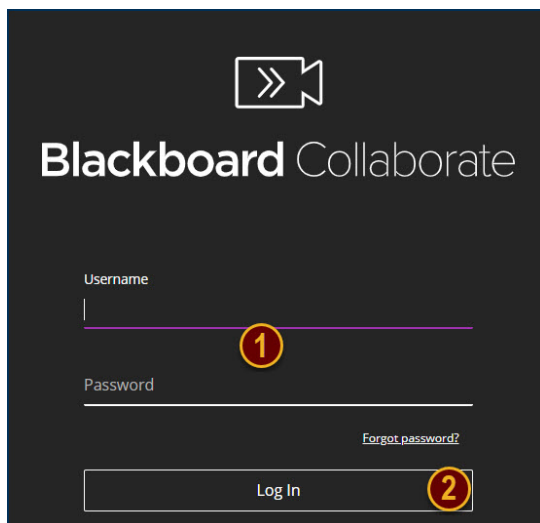 Blackboard Collaborate
Username
1
Password
Forgot password?
Log In
2